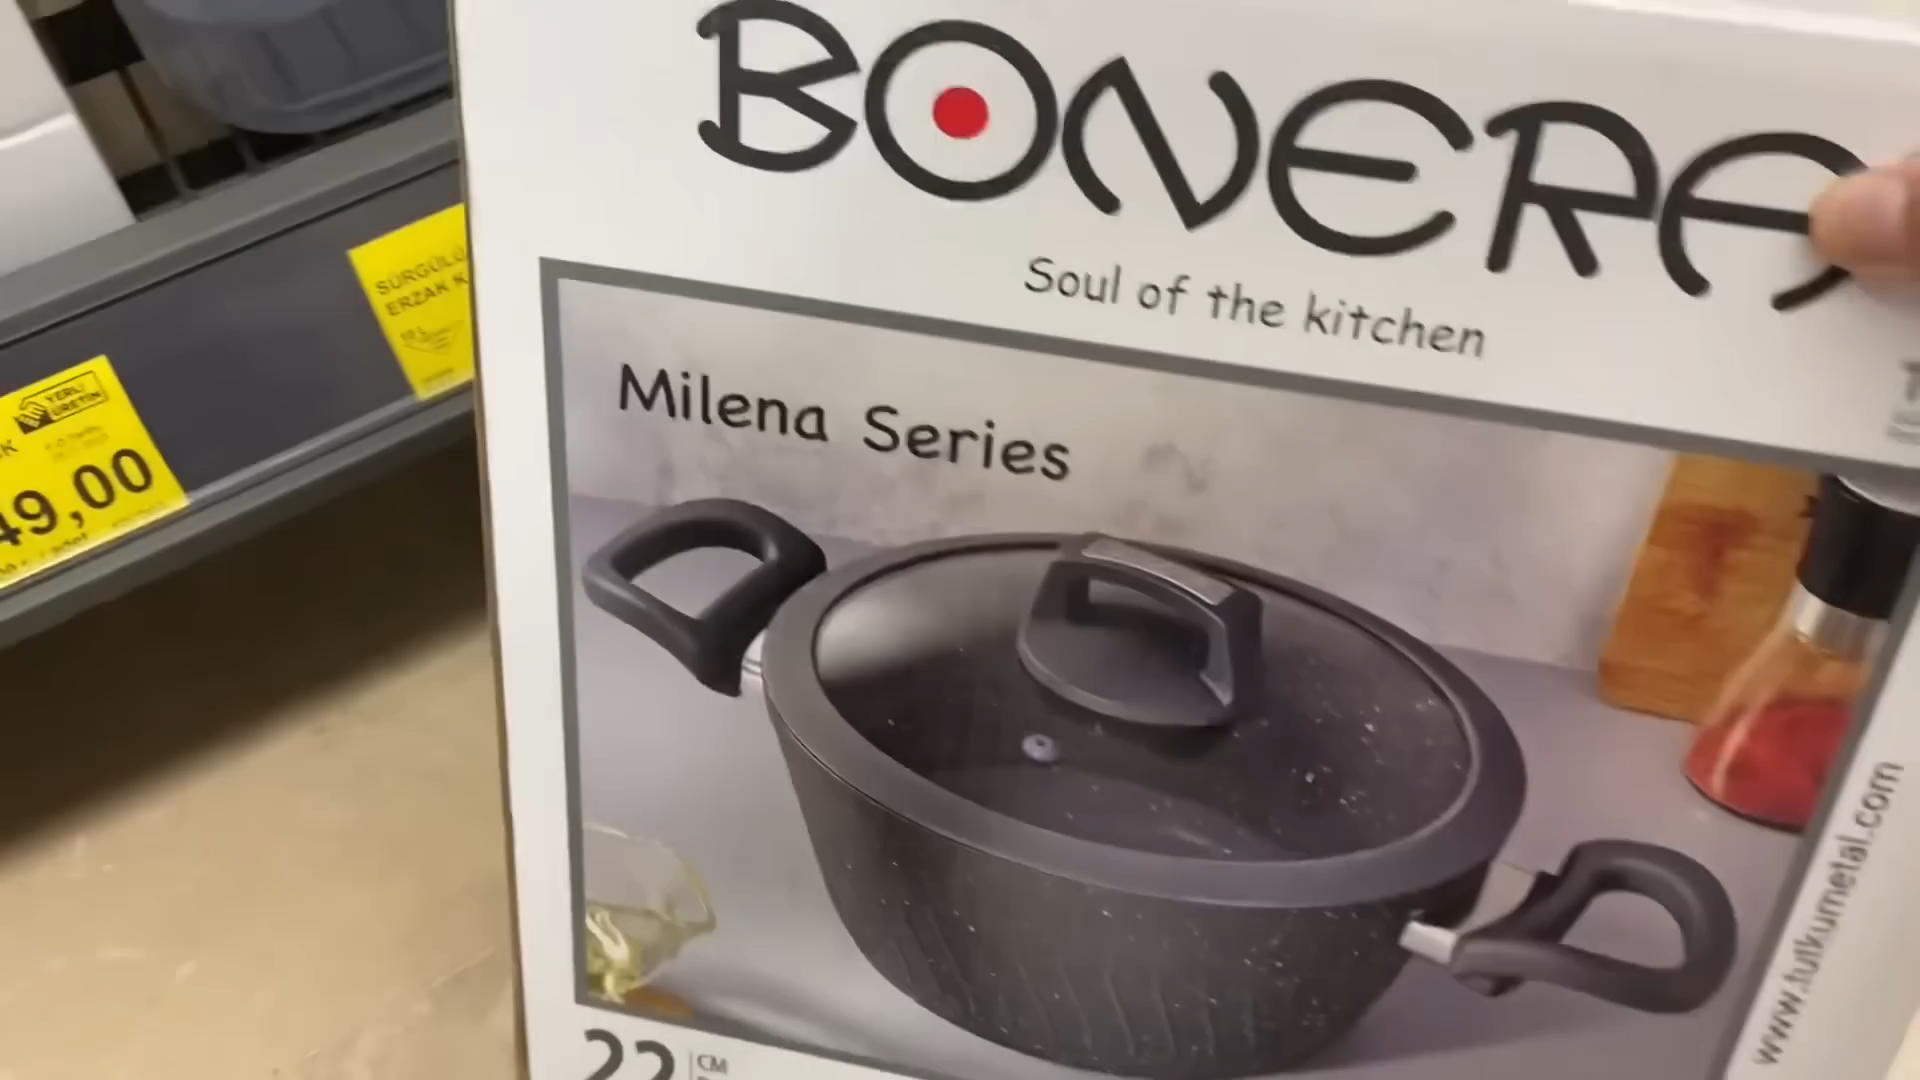 BONERA
Soul of the kitchen
Milena Series
22 CM
www.tutkumetal.com
SÜRGÜLÜ
ERZAK K
YERLİ
ÜRETİM
49,00